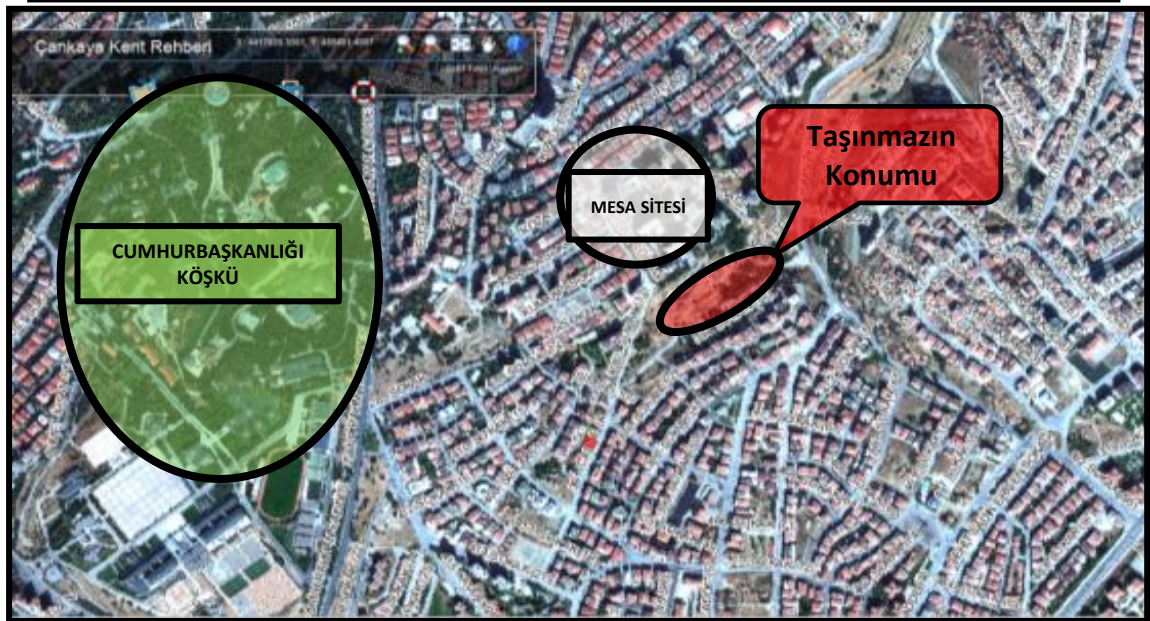 Çankaya Kent Rehberi
Taşınmazın
Konumu
MESA SİTESİ
CUMHURBAŞKANLIĞI
KÖŞKÜ